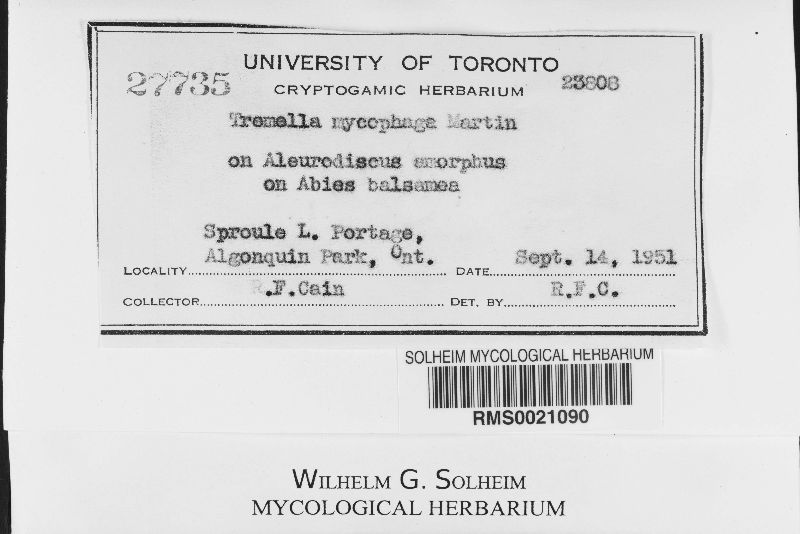 UNIVERSITY OF TORONTO
27735 CRYPTOGAMIC HERBARIUM 23808
Tremella mycophaga Martin
on Aleurodiscus amorphus
on Abies balsamea
Sproule L. Portage,
Algonquin Park, Ont. Sept. 14, 1951
LOCALITY DATE
R.F.Cain R.F.C.
COLLECTOR DET. BY
SOLHEIM MYCOLOGICAL HERBARIUM
RMS0021090
WILHELM G. SOLHEIM
MYCOLOGICAL HERBARIUM